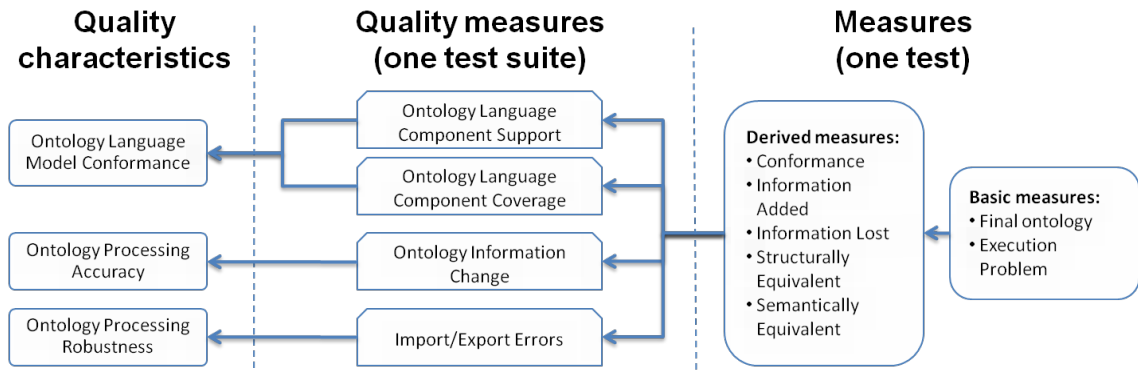 Quality
characteristics
Quality measures
(one test suite)
Measures
(one test)
Ontology Language
Model Conformance
Ontology Processing
Accuracy
Ontology Processing
Robustness
Ontology Language
Component Support
Ontology Language
Component Coverage
Ontology Information
Change
Import/Export Errors
Derived measures:
• Conformance
• Information
Added
• Information Lost
• Structurally
Equivalent
• Semantically
Equivalent
Basic measures:
• Final ontology
• Execution
Problem